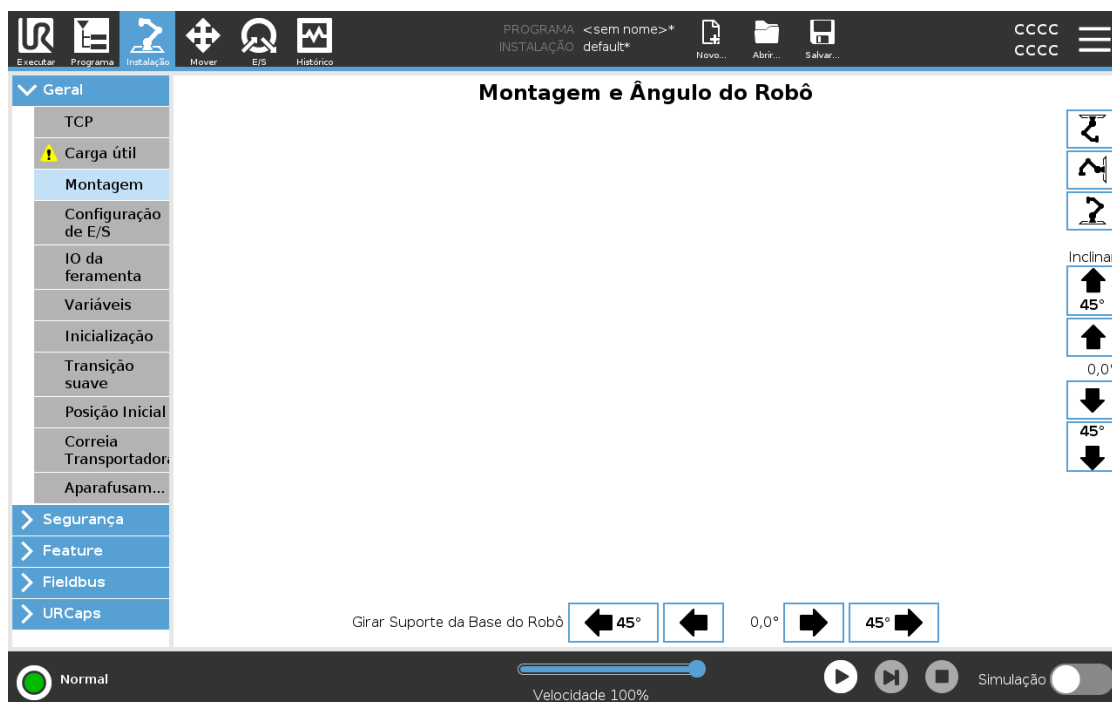 PROGRAMA <sem nome>*
INSTALAÇÃO default*
CCCC
CCCC
Executar
Programa
Instalação
Mover
E/S
Histórico
Novo...
Abrir...
Salvar...
Geral
TCP
Carga útil
Montagem
Configuração
de E/S
IO da
feramenta
Variáveis
Inicialização
Transição
suave
Posição Inicial
Correia
Transportadora
Aparafusam...
Segurança
Feature
Fieldbus
URCaps
Montagem e Ângulo do Robô
Inclinar
45°
0,0°
45°
Girar Suporte da Base do Robô
45°
0,0°
45°
Normal
Velocidade 100%
Simulação